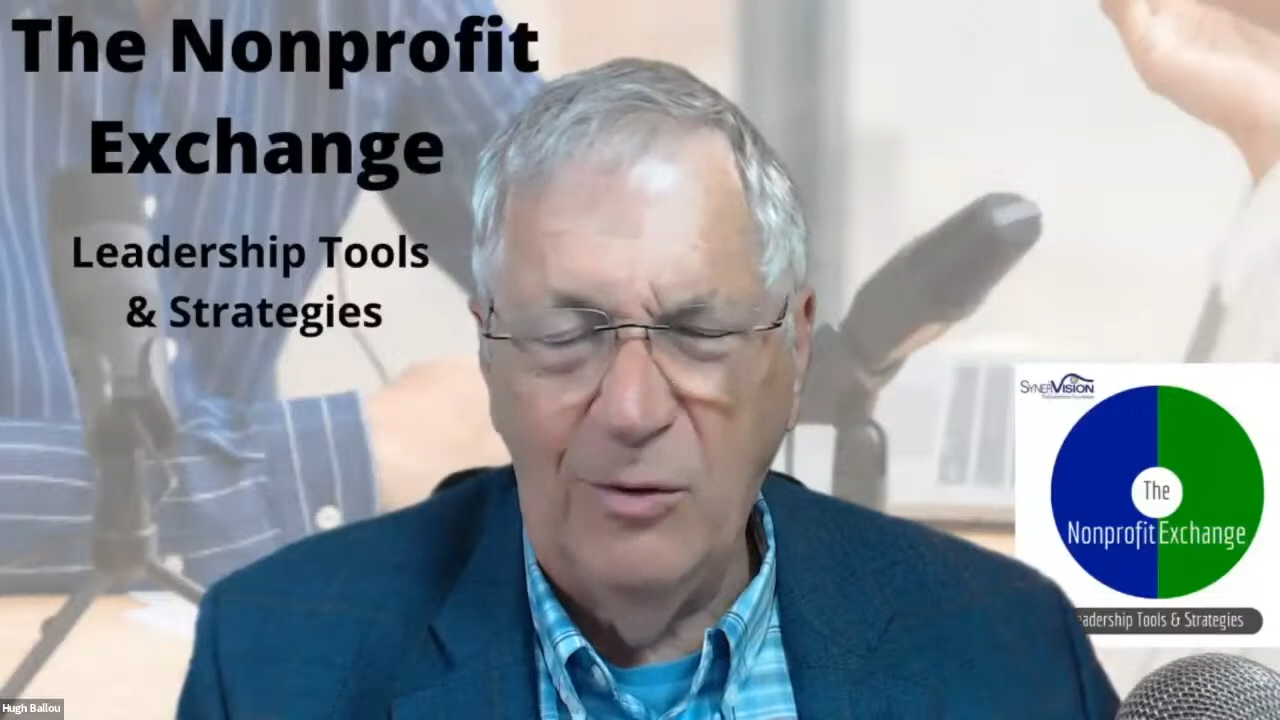 The Nonprofit
Exchange
Leadership Tools
& Strategies
SYNERVISION
The
Nonprofit Exchange
eadership Tools & Strategies
Hugh Ballou